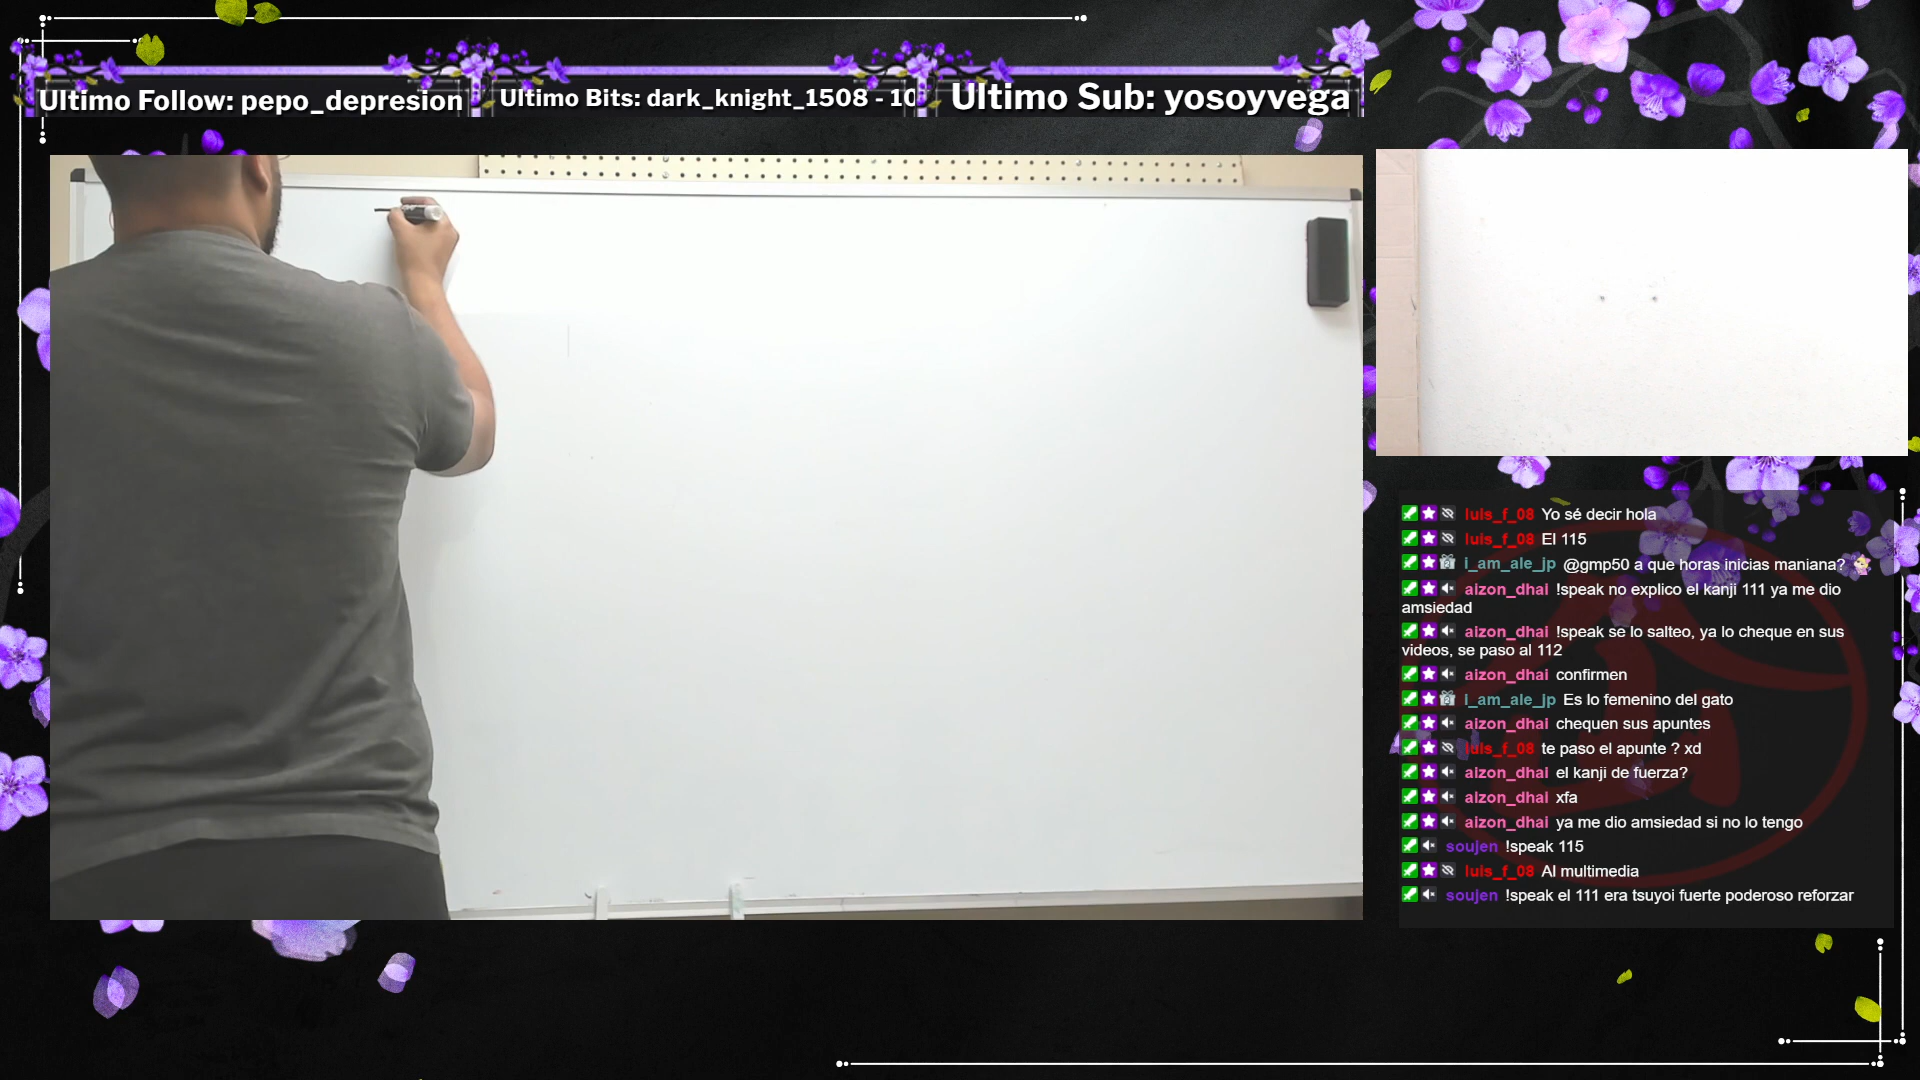 Ultimo Follow: pepo_depresion
Ultimo Bits: dark_knight_1508 - 10
Ultimo Sub: yosoyvega
luis_f_08 Yo sé decir hola
luis_f_08 El 115
i_am_ale_jp @gmp50 a que horas inicias maniana?
aizon_dhai !speak no explico el kanji 111 ya me dio
amsiedad
aizon_dhai !speak se lo salteo, ya lo cheque en sus
videos, se paso al 112
aizon_dhai confirmen
i_am_ale_jp Es lo femenino del gato
aizon_dhai chequen sus apuntes
luis_f_08 te paso el apunte ? xd
aizon_dhai el kanji de fuerza?
aizon_dhai xfa
aizon_dhai ya me dio amsiedad si no lo tengo
soujen !speak 115
luis_f_08 Al multimedia
soujen !speak el 111 era tsuyoi fuerte poderoso reforzar